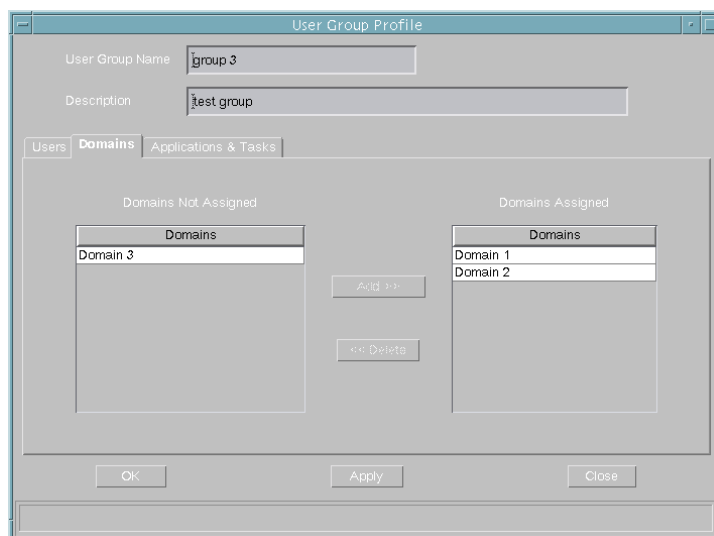 User Group Profile
User Group Name
group 3
Description
test group
Users
Domains
Applications & Tasks
Domains Not Assigned
Domains Assigned
Domains
Domains
Domain 3
Domain 1
Domain 2
Add >>
<< Delete
OK
Apply
Close